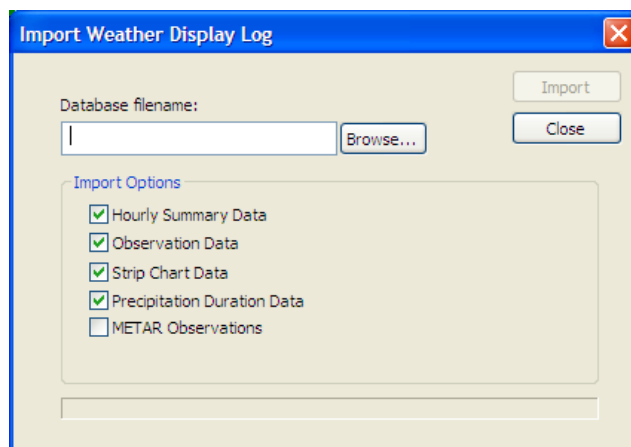 Import Weather Display Log
Import
Database filename:
Browse...
Close
Import Options
Hourly Summary Data
Observation Data
Strip Chart Data
Precipitation Duration Data
METAR Observations